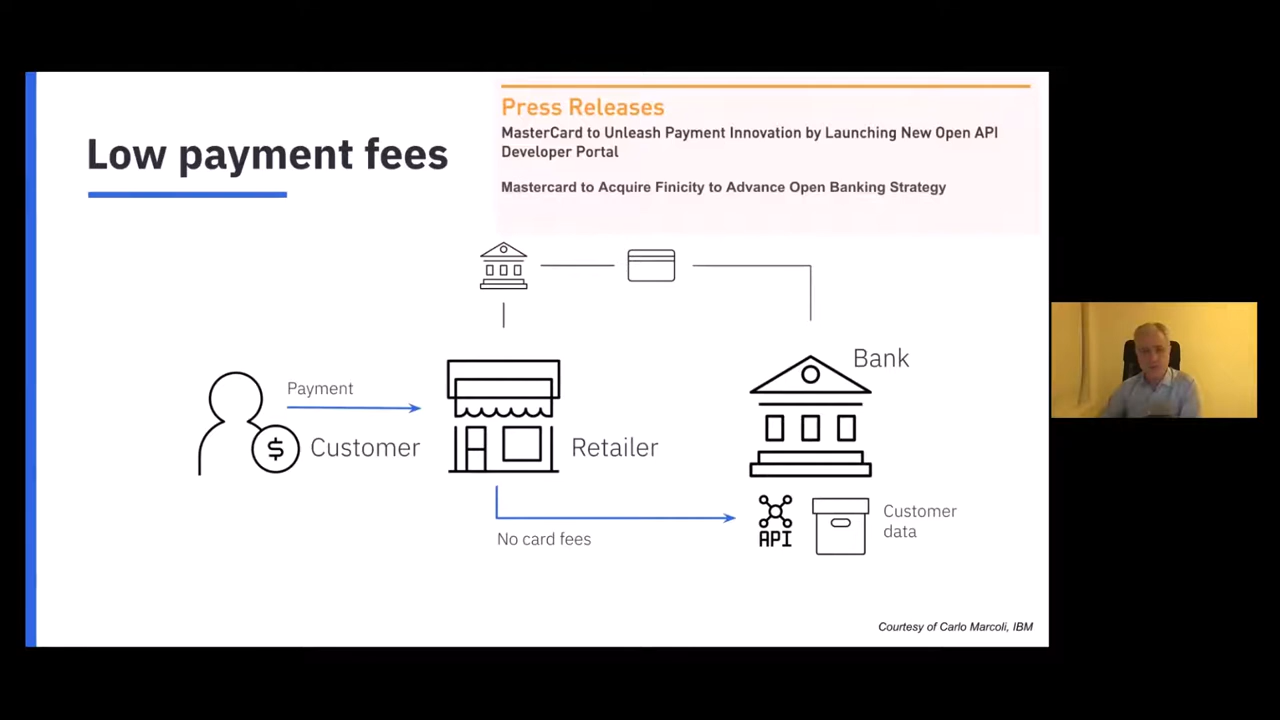 Press Releases
Low payment fees
MasterCard to Unleash Payment Innovation by Launching New Open API
Developer Portal
Mastercard to Acquire Finicity to Advance Open Banking Strategy
Bank
Payment
$ Customer
Retailer
Customer
data
API
No card fees
Courtesy of Carlo Marcoli, IBM